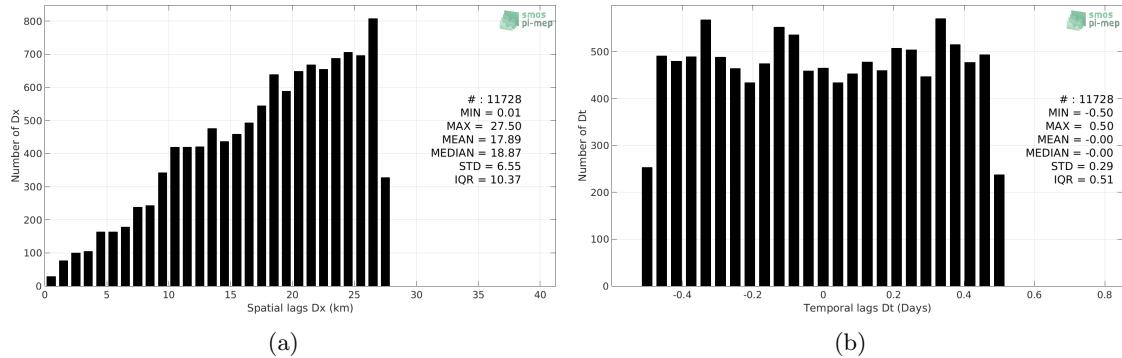 800
700
600
500
400
300
200
100
0
Number of Dx
0 5 10 15 20 25 30 35 40
Spatial lags Dx (km)
smos
pi-mep
# : 11728
MIN = 0.01
MAX = 27.50
MEAN = 17.89
MEDIAN = 18.87
STD = 6.55
IQR = 10.37
(a)
500
400
300
200
100
0
Number of Dt
-0.4 -0.2 0 0.2 0.4 0.6 0.8
Temporal lags Dt (Days)
smos
pi-mep
# : 11728
MIN = -0.50
MAX = 0.50
MEAN = -0.00
MEDIAN = -0.00
STD = 0.29
IQR = 0.51
(b)